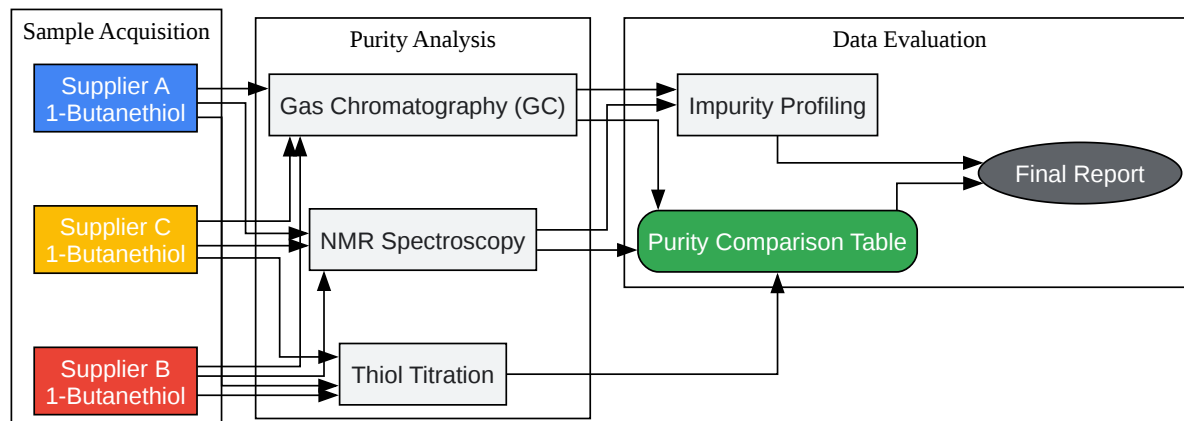 Sample Acquisition
Supplier A
1-Butanethiol
Supplier C
1-Butanethiol
Supplier B
1-Butanethiol
Purity Analysis
Gas Chromatography (GC)
NMR Spectroscopy
Thiol Titration
Data Evaluation
Impurity Profiling
Purity Comparison Table
Final Report